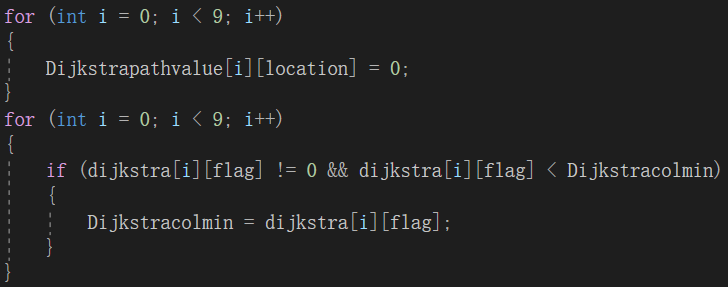 for (int i = 0; i < 9; i++)
{
    Dijkstrapathvalue[i][location] = 0;
}
for (int i = 0; i < 9; i++)
{
    if (dijkstra[i][flag] != 0 && dijkstra[i][flag] < Dijkstracolmin)
    {
        Dijkstracolmin = dijkstra[i][flag];
    }
}